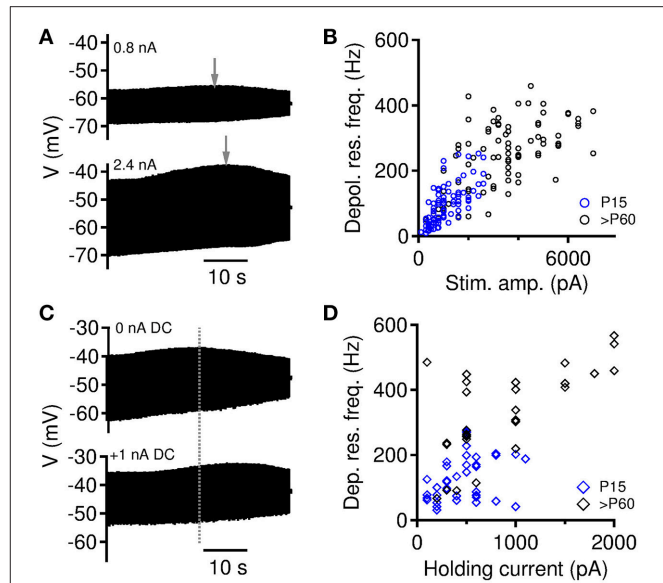 A
0.8 nA
-40
-50
-60
-70
V (mV)
2.4 nA
-40
-50
-60
-70
10 s
B
Depol. res. freq. (Hz)
600
400
200
0
0
6000
Stim. amp. (pA)
P15
>P60
C
0 nA DC
-30
-40
-50
-60
V (mV)
+1 nA DC
-30
-40
-50
-60
10 s
D
Dep. res. freq. (Hz)
600
400
200
0
0
1000
2000
Holding current (pA)
P15
>P60